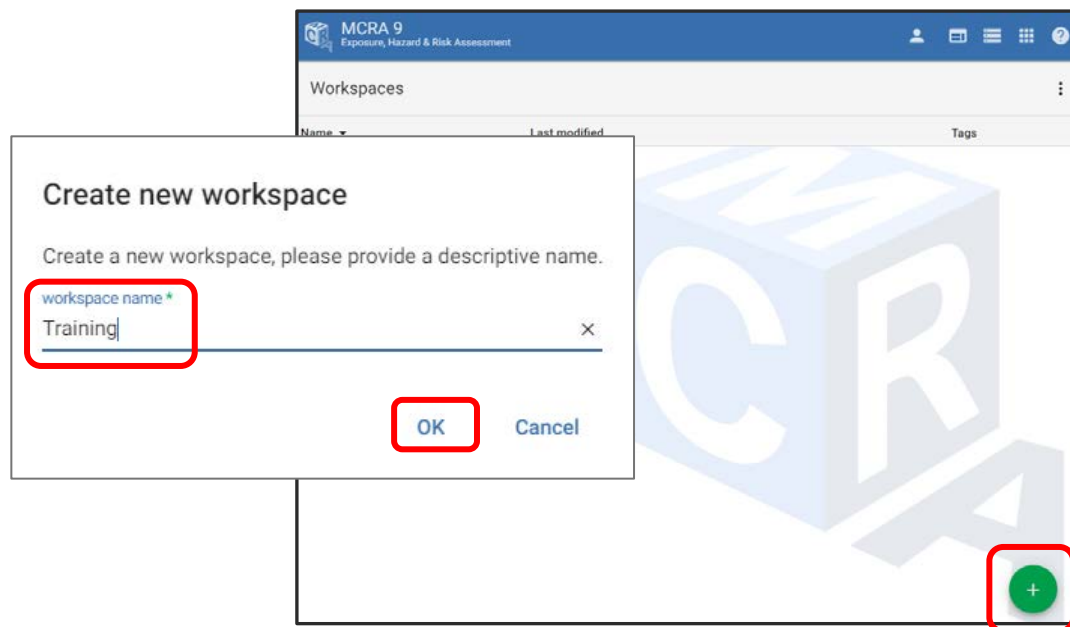 MCRA 9
Exposure, Hazard & Risk Assessment
Workspaces
Name
Last modified
Tags
Create new workspace
Create a new workspace, please provide a descriptive name.
workspace name *
Training
OK
Cancel
MCRA
+